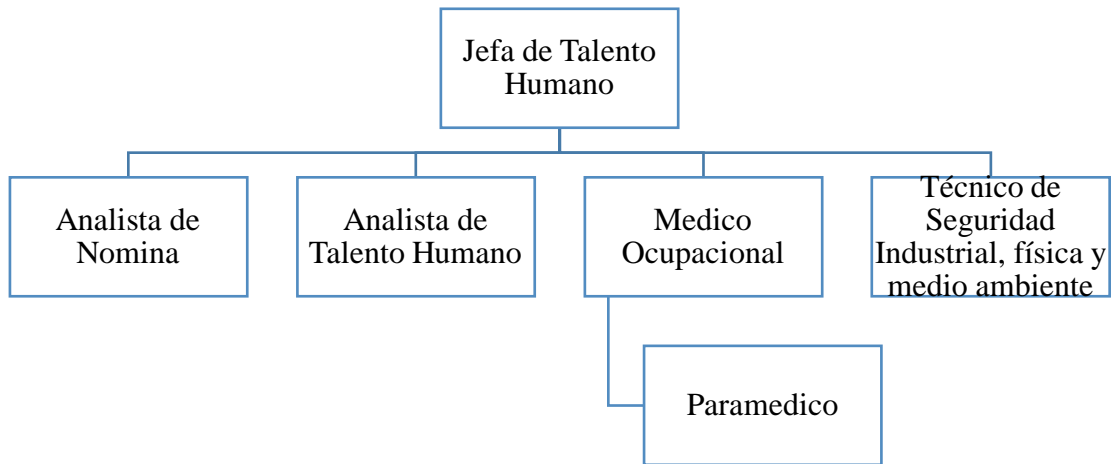 Jefa de Talento
Humano
Analista de
Nomina
Analista de
Talento Humano
Medico
Ocupacional
Técnico de
Seguridad
Industrial, física y
medio ambiente
Paramedico